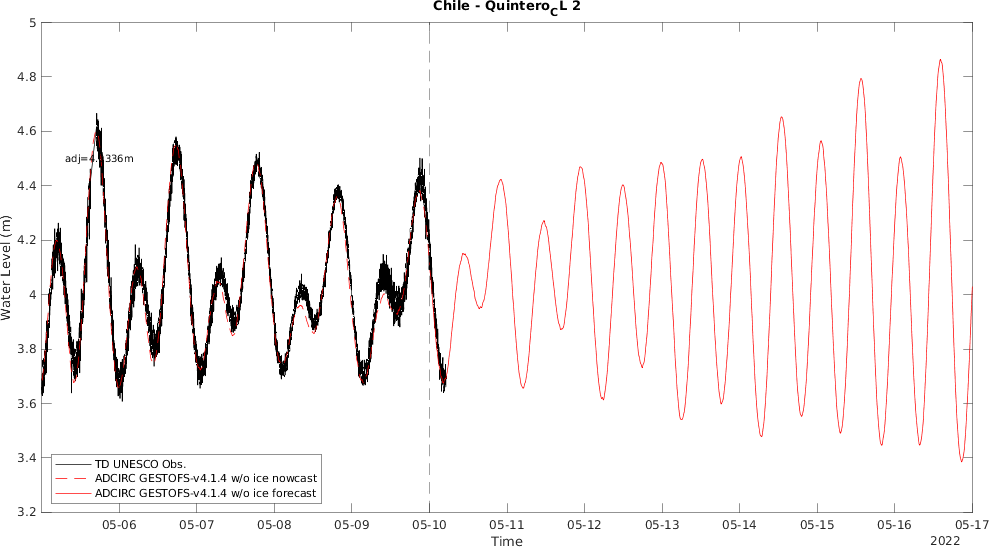 Chile - QuinteroCL 2
5
4.8
4.6
4.4
4.2
4
3.8
3.6
3.4
3.2
Water Level (m)
TD UNESCO Obs.
ADCIRC GESTOFS-v4.1.4 w/o ice nowcast
ADCIRC GESTOFS-v4.1.4 w/o ice forecast
05-06 05-07 05-08 05-09 05-10 05-11 05-12 05-13 05-14 05-15 05-16 05-17
Time
2022